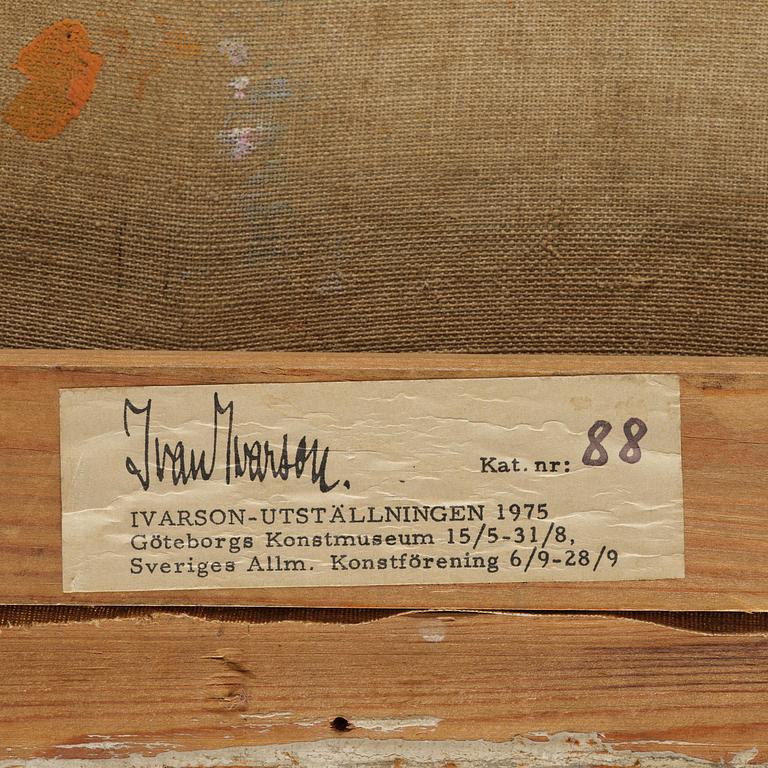 Ivan Ivarson.
Kat. nr: 88
IVARSON-UTSTÄLLNINGEN 1975
Göteborgs Konstmuseum 15/5-31/8,
Sveriges Allm. Konstförening 6/9-28/9